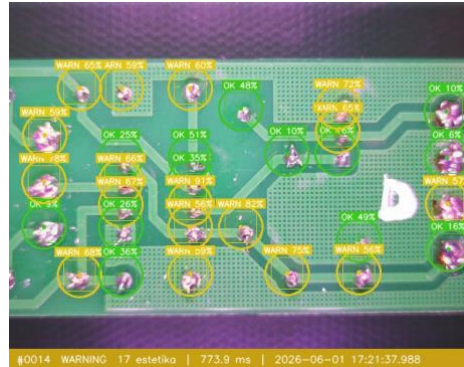 WARN 65%
ARN 59%
WARN 60%
WARN 72%
OK 48%
OK 10%
WARN 59%
WARN 65%
OK 25%
OK 51%
OK 6%
OK 10%
WARN 78%
WARN 66%
OK 35%
WARN 67%
WARN 91%
WARN 57
OK 9%
OK 26%
WARN 56%
WARN 82%
OK 49%
OK 16%
WARN 68%
OK 36%
WARN 75%
WARN 56%
#0014 WARNING 17 estetika | 773.9 ms | 2026-06-01 17:21:37.988